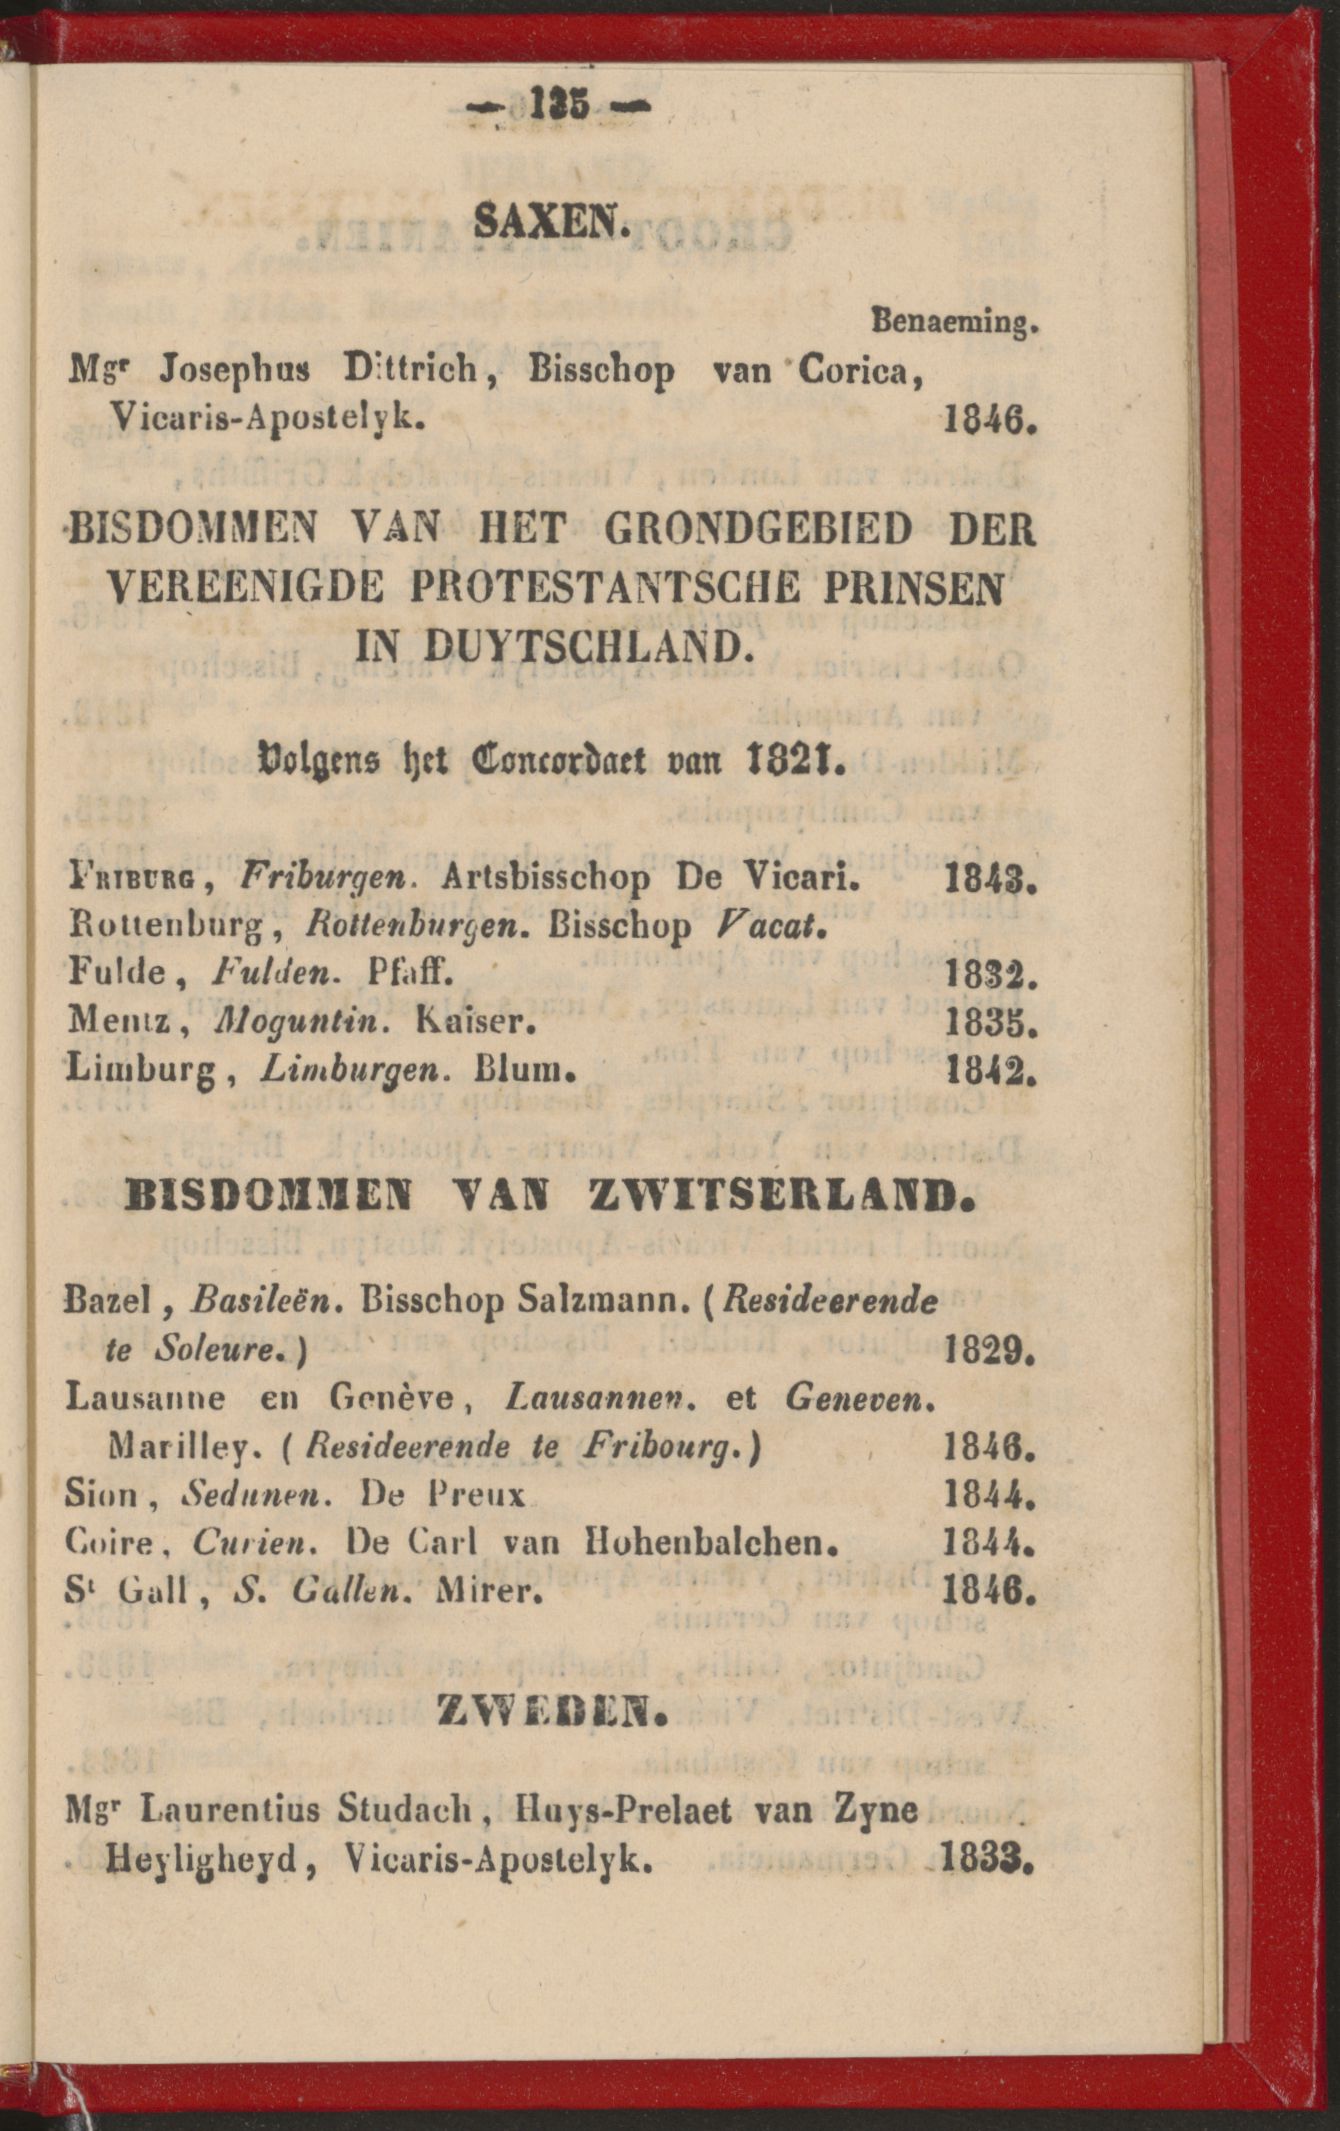 — 125 —
SAXEN.
Benaeming.
Mgr Josephus Dittrich, Bisschop van Corica,
Vicaris-Apostelyk. 1846.
BISDOMMEN VAN HET GRONDGEBIED DER
VEREENIGDE PROTESTANTSCHE PRINSEN
IN DUYTSCHLAND.
Volgens het Concordaet van 1821.
FRIBURG, Friburgen. Artsbisschop De Vicari. 1843.
Rottenburg, Rottenburgen. Bisschop Vacat.
Fulde, Fulden. Pfaff. 1832.
Mentz, Moguntin. Kaiser. 1835.
Limburg, Limburgen. Blum. 1842.
BISDOMMEN VAN ZWITSERLAND.
Bazel, Basileën. Bisschop Salzmann. (Resideerende
te Soleure.) 1829.
Lausanne en Genève, Lausannen. et Geneven.
Marilley. (Resideerende te Fribourg.) 1846.
Sion, Sedunen. De Preux 1844.
Coire, Curien. De Carl van Hohenbalchen. 1844.
St Gall, S. Gallen. Mirer. 1846.
ZWEDEN.
Mgr Laurentius Studach, Huys-Prelaet van Zyne
Heyligheyd, Vicaris-Apostelyk. 1833.